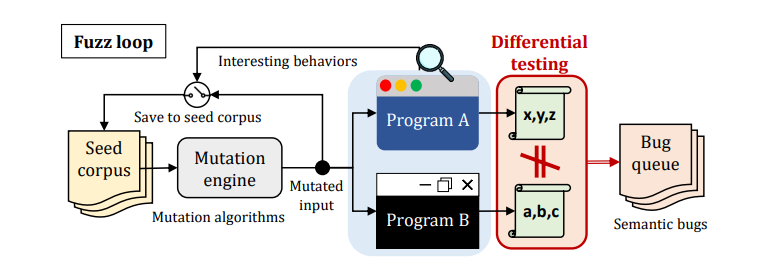 Fuzz loop
Interesting behaviors
Save to seed corpus
Seed
corpus
Mutation
engine
Mutation algorithms
Mutated
input
Program A
Program B
Differential
testing
x,y,z
a,b,c
Bug
queue
Semantic bugs